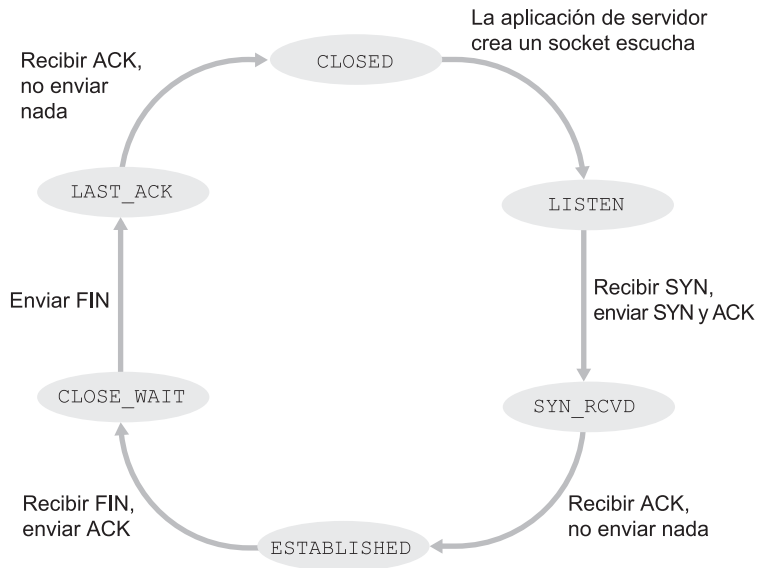 La aplicación de servidor
crea un socket escucha
Recibir ACK,
no enviar
nada
CLOSED
LAST_ACK
LISTEN
Enviar FIN
Recibir SYN,
enviar SYN y ACK
CLOSE_WAIT
SYN_RCVD
Recibir FIN,
enviar ACK
Recibir ACK,
no enviar nada
ESTABLISHED